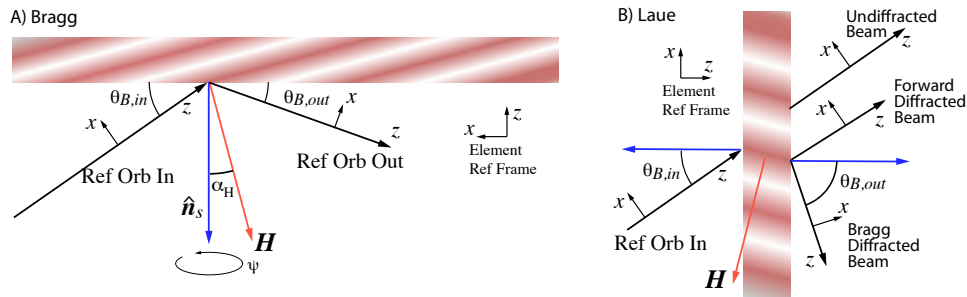 A) Bragg
θB,in
θB,out
x
z
x
z
Ref Orb In
Ref Orb Out
z
x
Element
Ref Frame
αH
n̂s
H
ψ
B) Laue
Undiffracted
Beam
x
z
x
z
Element
Ref Frame
Forward
Diffracted
Beam
x
z
θB,in
z
x
θB,out
Ref Orb In
x
Bragg
Diffracted
Beam
z
H